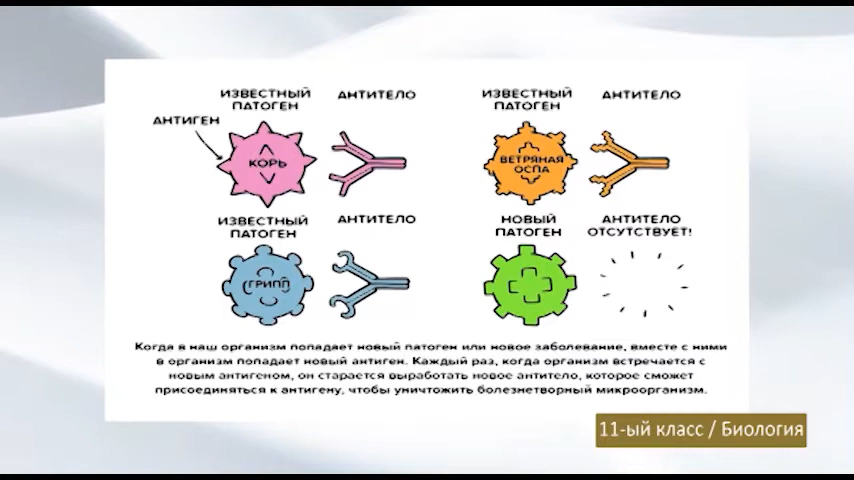 ИЗВЕСТНЫЙ
ПАТОГЕН
АНТИТЕЛО
АНТИГЕН
КОРЬ
ИЗВЕСТНЫЙ
ПАТОГЕН
АНТИТЕЛО
ВЕТРЯНАЯ
ОСПА
ИЗВЕСТНЫЙ
ПАТОГЕН
АНТИТЕЛО
ГРИПП
НОВЫЙ
ПАТОГЕН
АНТИТЕЛО
ОТСУТСТВУЕТ!
Когда в наш организм попадает новый патоген или новое заболевание, вместе с ними
в организм попадает новый антиген. Каждый раз, когда организм встречается с
новым антигеном, он старается выработать новое антитело, которое сможет
присоединяться к антигену, чтобы уничтожить болезнетворный микроорганизм.
11-ый класс / Биология